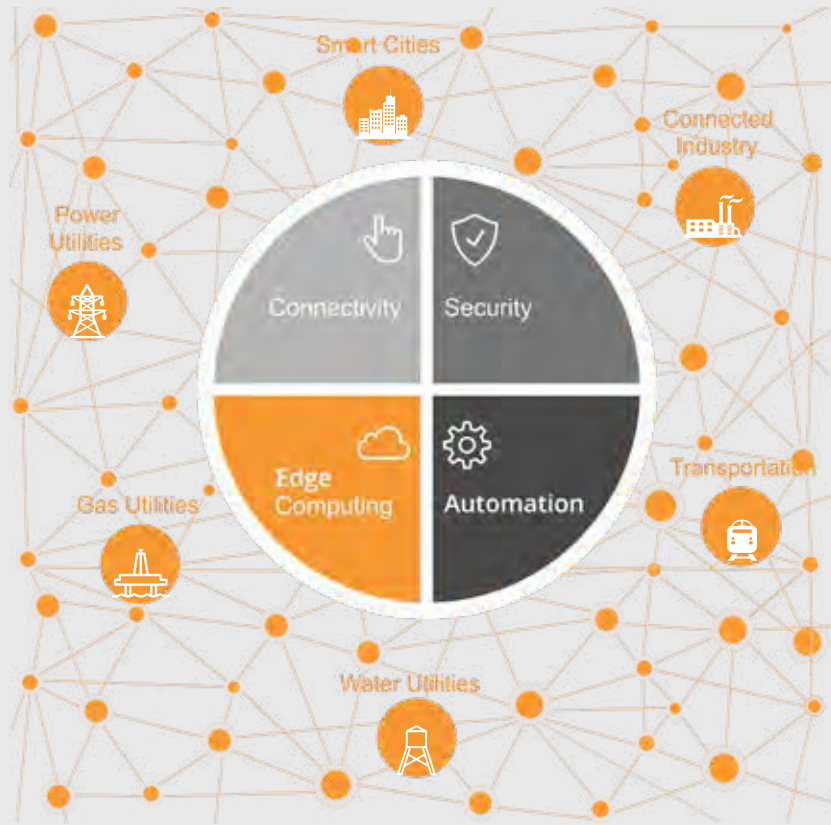 Smart Cities
Connected
Industry
Power
Utilities
Connectivity
Security
Edge
Computing
Automation
Transportation
Gas Utilities
Water Utilities